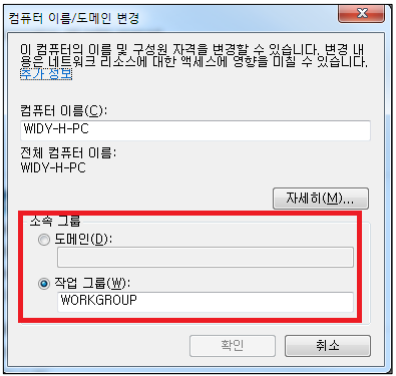 컴퓨터 이름/도메인 변경
이 컴퓨터의 이름 및 구성원 자격을 변경할 수 있습니다. 변경 내
용은 네트워크 리소스에 대한 액세스에 영향을 미칠 수 있습니다.
추가 정보
컴퓨터 이름(C):
WIDY-H-PC
전체 컴퓨터 이름:
WIDY-H-PC
자세히(M)...
소속 그룹
도메인(D):
작업 그룹(W):
WORKGROUP
확인
취소